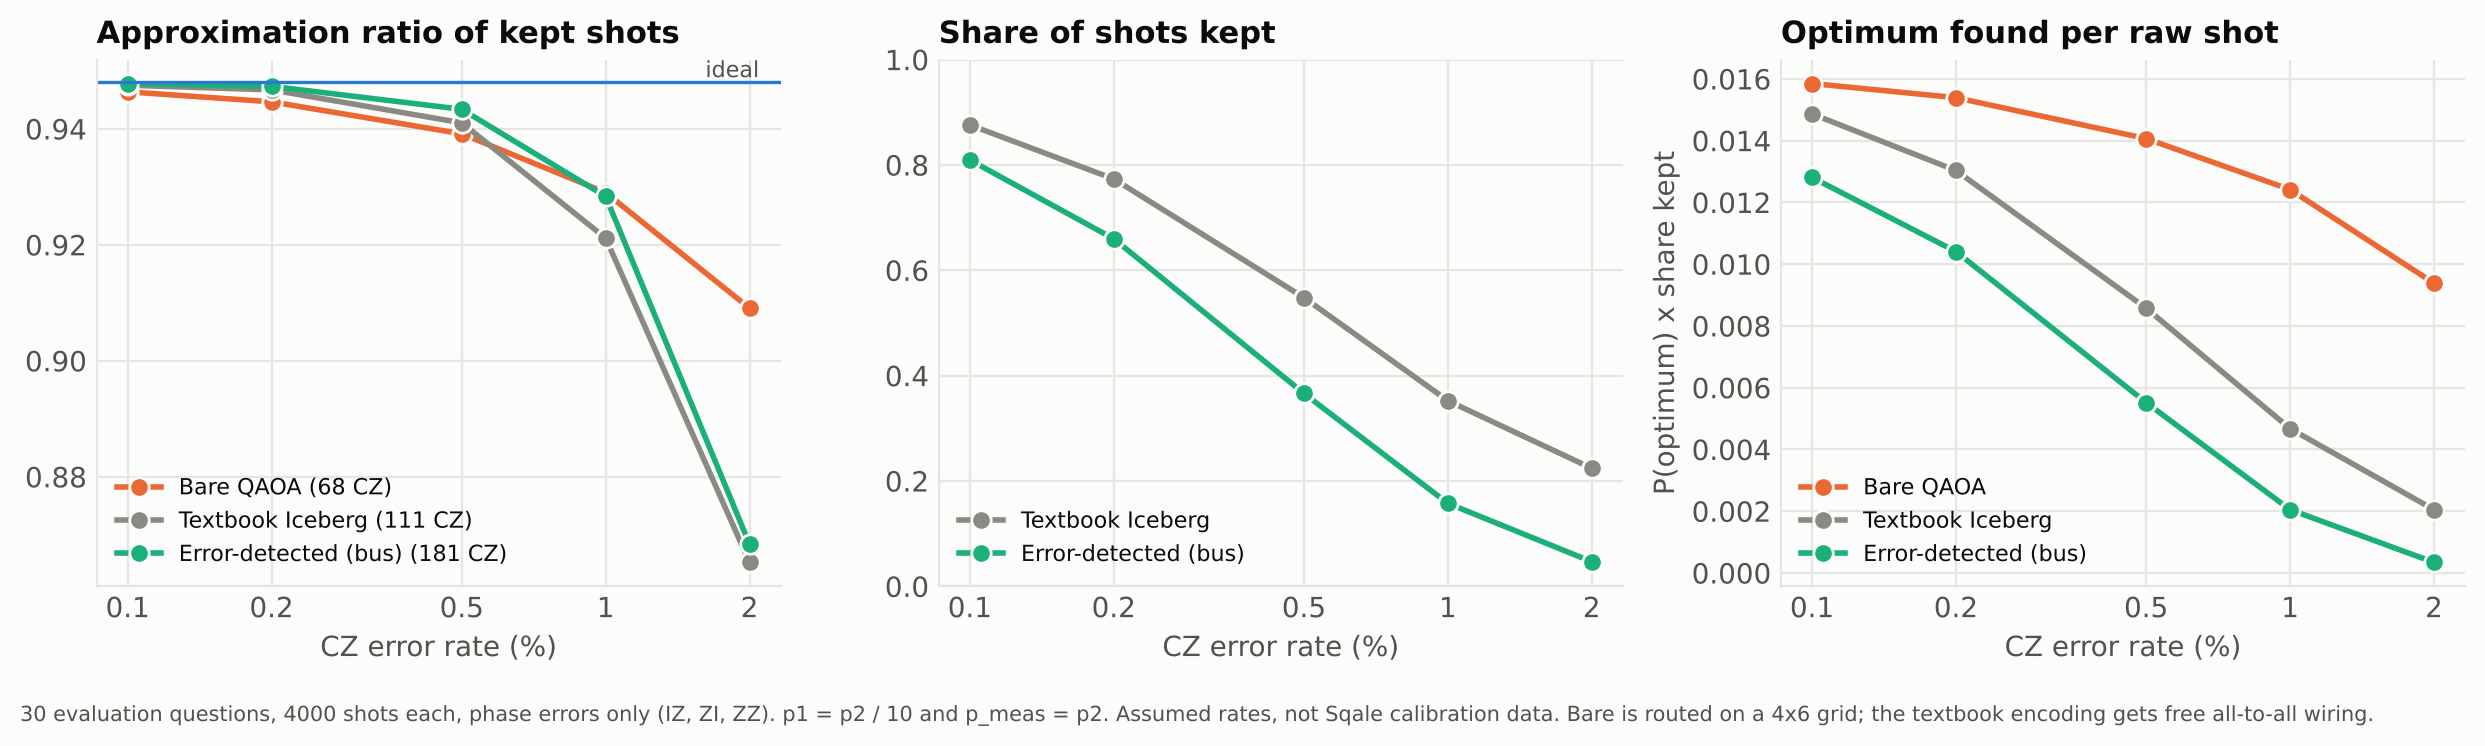 Approximation ratio of kept shots
ideal
0.94
0.92
0.90
0.88
Bare QAOA (68 CZ)
Textbook Iceberg (111 CZ)
Error-detected (bus) (181 CZ)
0.1 0.2 0.5 1 2
CZ error rate (%)
Share of shots kept
1.0
0.8
0.6
0.4
0.2
0.0
Textbook Iceberg
Error-detected (bus)
0.1 0.2 0.5 1 2
CZ error rate (%)
Optimum found per raw shot
P(optimum) x share kept
0.016
0.014
0.012
0.010
0.008
0.006
0.004
0.002
0.000
Bare QAOA
Textbook Iceberg
Error-detected (bus)
0.1 0.2 0.5 1 2
CZ error rate (%)
30 evaluation questions, 4000 shots each, phase errors only (IZ, ZI, ZZ). p1 = p2 / 10 and p_meas = p2. Assumed rates, not Sqale calibration data. Bare is routed on a 4x6 grid; the textbook encoding gets free all-to-all wiring.